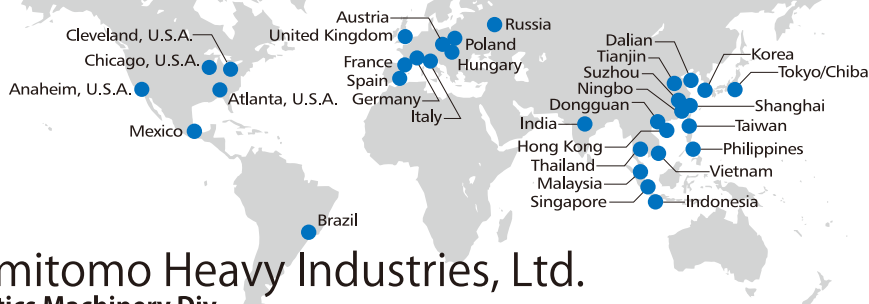 Austria
Russia
Cleveland, U.S.A.
United Kingdom
Poland
Dalian
Chicago, U.S.A.
France
Hungary
Tianjin
Korea
Suzhou
Tokyo/Chiba
Anaheim, U.S.A.
Spain
Ningbo
Atlanta, U.S.A.
Germany
Dongguan
Shanghai
Italy
India
Taiwan
Mexico
Hong Kong
Philippines
Thailand
Vietnam
Malaysia
Singapore
Indonesia
Brazil
mitomo Heavy Industries, Ltd.